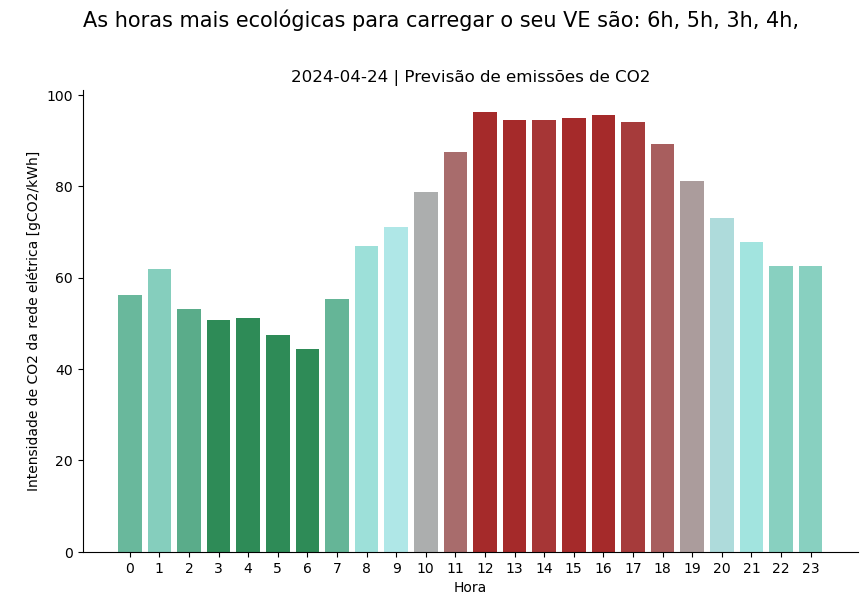 As horas mais ecológicas para carregar o seu VE são: 6h, 5h, 3h, 4h,
2024-04-24 | Previsão de emissões de CO2
Intensidade de CO2 da rede elétrica [gCO2/kWh]
100
80
60
40
20
0
0 1 2 3 4 5 6 7 8 9 10 11 12 13 14 15 16 17 18 19 20 21 22 23
Hora